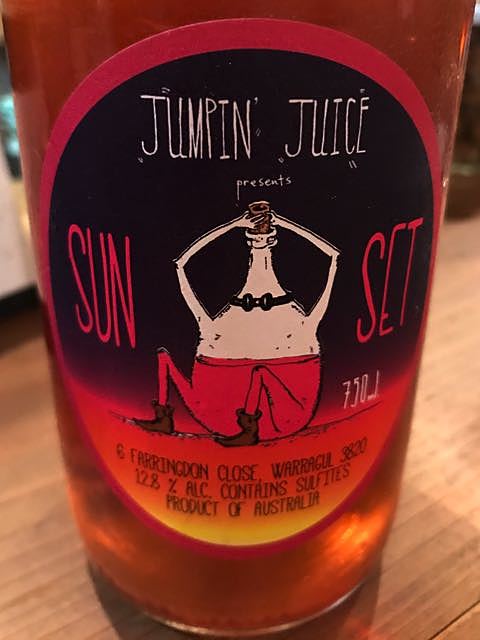 JUMPIN' JUICE
presents
SUN SET
750mL
6 FARRINGDON CLOSE, WARRAGUL 3820
12.8 % ALC. CONTAINS SULFITES
PRODUCT OF AUSTRALIA